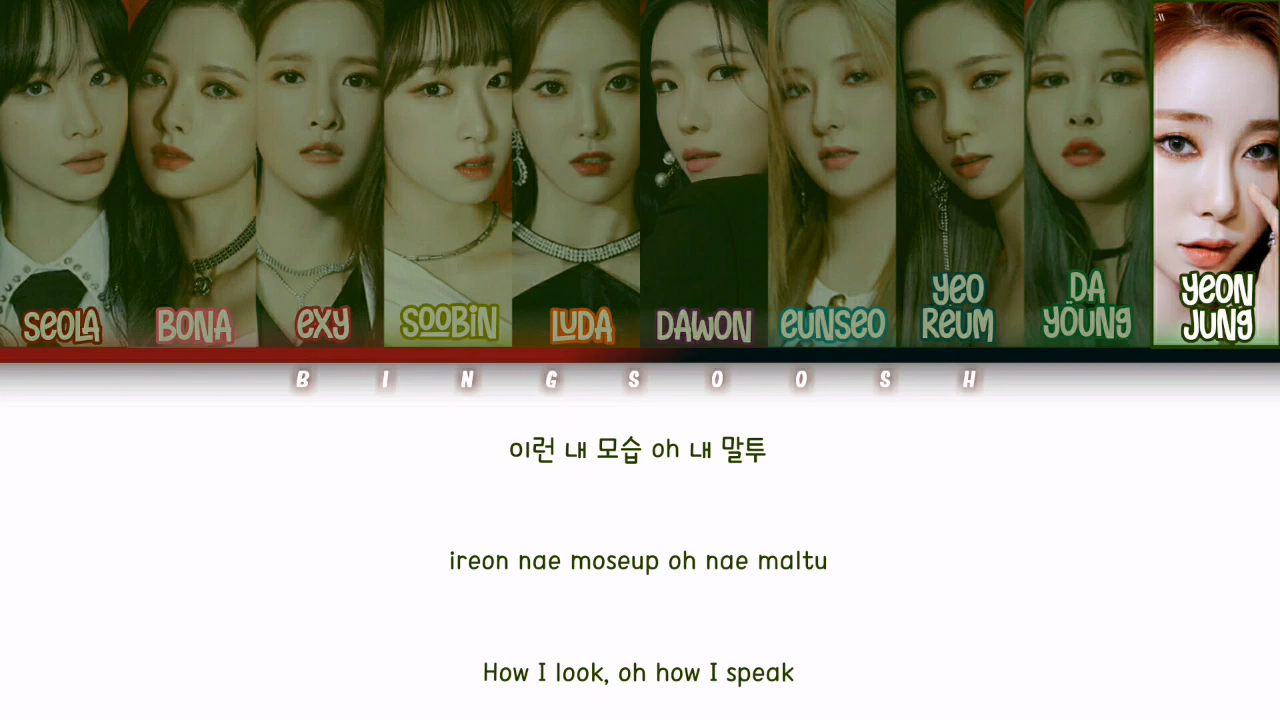 SEOLA
BONA
EXY
SOOBIN
LUDA
DAWON
EUNSEO
YEO
REUM
DA
YOUNG
YEON
JUNG
BINGSOOSH
이런 내 모습 oh 내 말투
ireon nae moseup oh nae maltu
How I look, oh how I speak